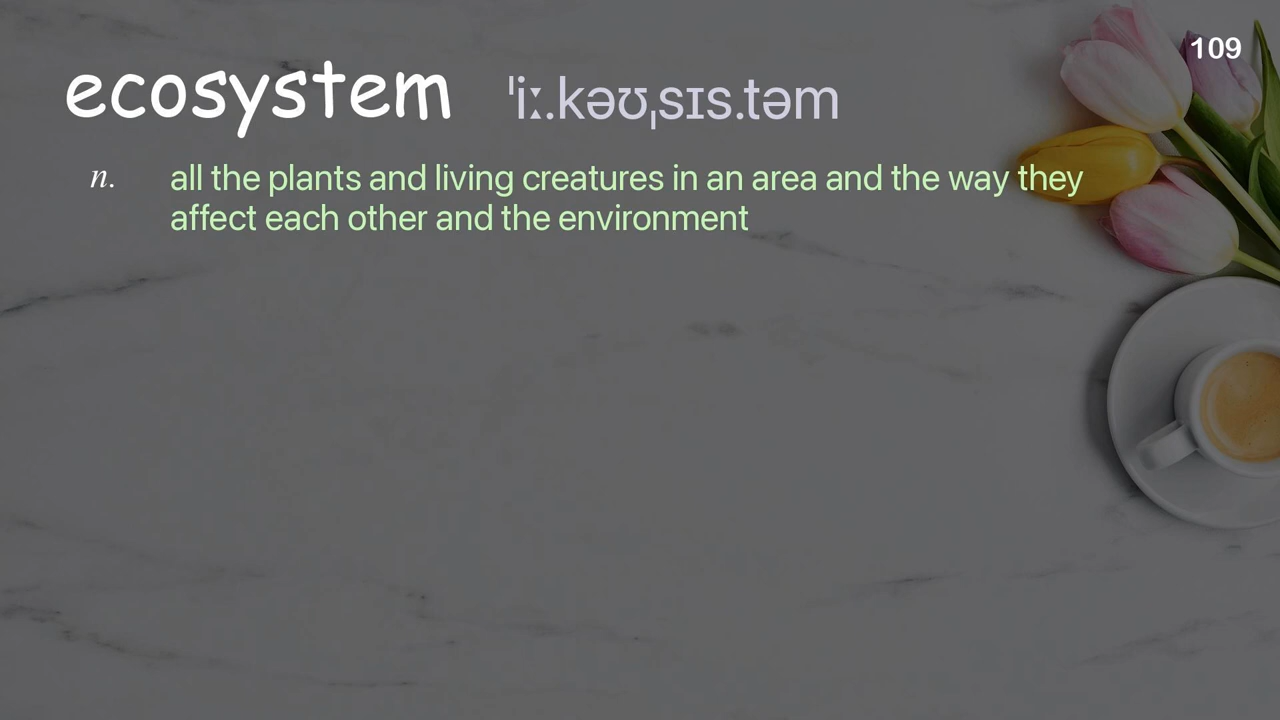 109
ecosystem ˈiː.kəʊˌsɪs.təm
n. all the plants and living creatures in an area and the way they
affect each other and the environment